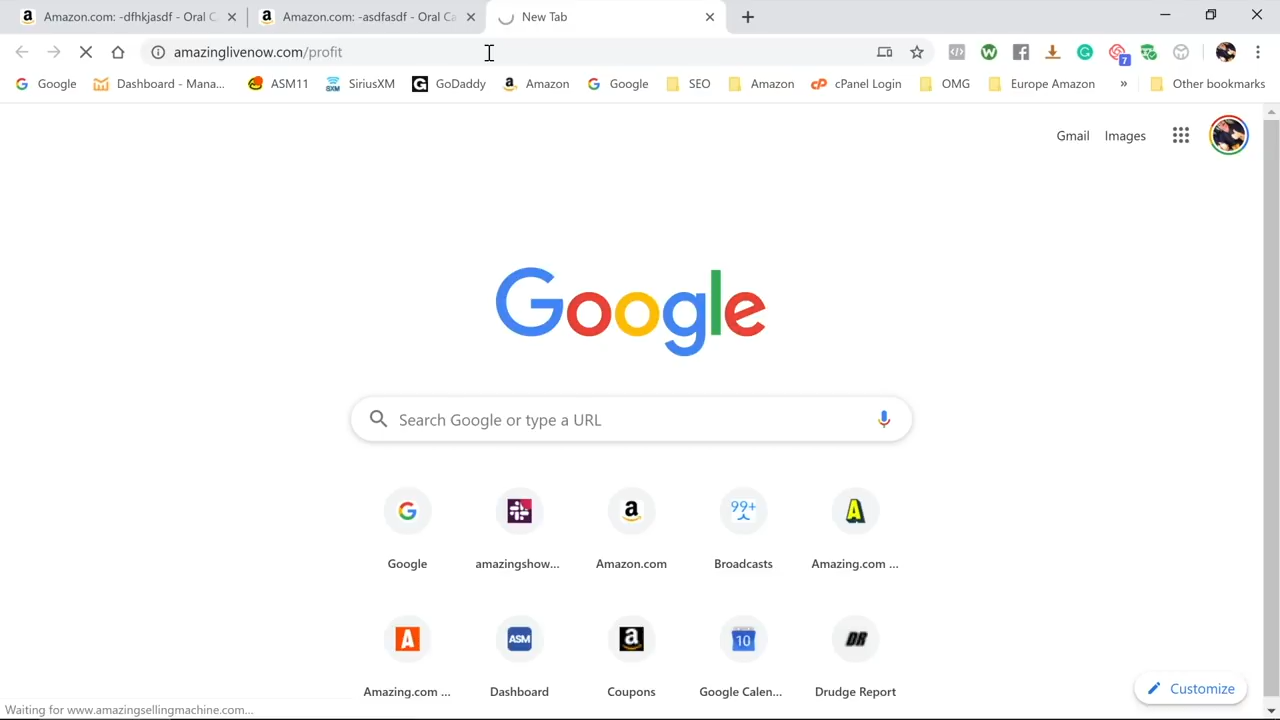 Amazon.com: -dfhkjasdf - Oral C
Amazon.com: -asdfasdf - Oral Ca
New Tab
amazinglivenow.com/profit
7
Google
Dashboard - Mana...
ASM11
SiriusXM
GoDaddy
Amazon
Google
SEO
Amazon
cPanel Login
OMG
Europe Amazon
»
Other bookmarks
Gmail
Images
Google
Search Google or type a URL
99+
Google
amazingshow...
Amazon.com
Broadcasts
Amazing.com ...
A
ASM
a
10
DR
Amazing.com ...
Dashboard
Coupons
Google Calen...
Drudge Report
Customize
Waiting for www.amazingsellingmachine.com...